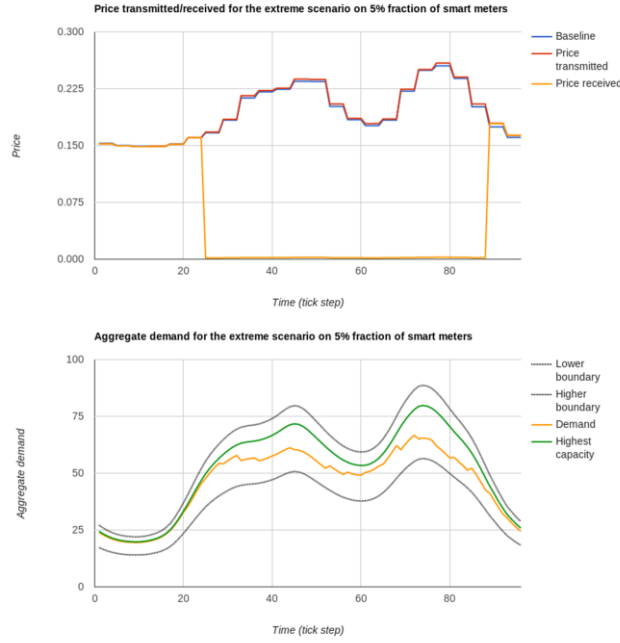 Price transmitted/received for the extreme scenario on 5% fraction of smart meters
0.300
0.225
0.150
0.075
0.000
Price
0 20 40 60 80
Time (tick step)
Baseline
Price
transmitted
Price received
Aggregate demand for the extreme scenario on 5% fraction of smart meters
100
75
50
25
0
Aggregate demand
0 20 40 60 80
Time (tick step)
Lower
boundary
Higher
boundary
Demand
Highest
capacity